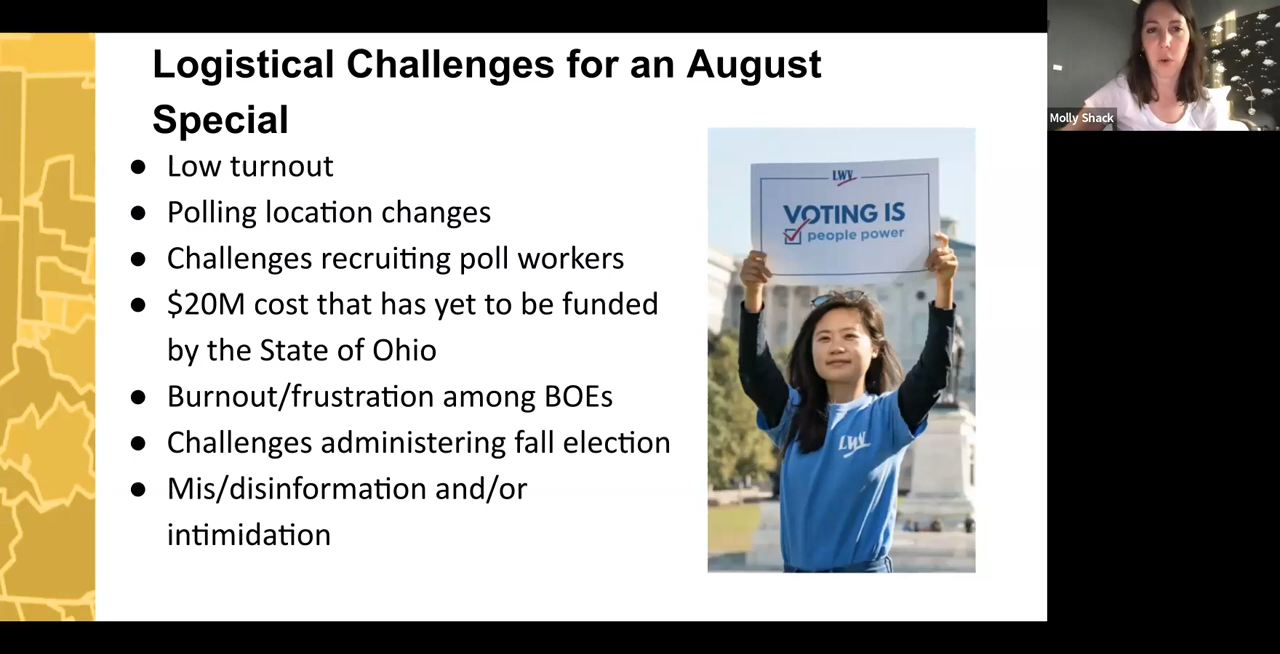 Logistical Challenges for an August
Special
● Low turnout
● Polling location changes
● Challenges recruiting poll workers
● $20M cost that has yet to be funded
by the State of Ohio
● Burnout/frustration among BOEs
● Challenges administering fall election
● Mis/disinformation and/or
intimidation
LWV
VOTING IS
people power
LWV
Molly Shack